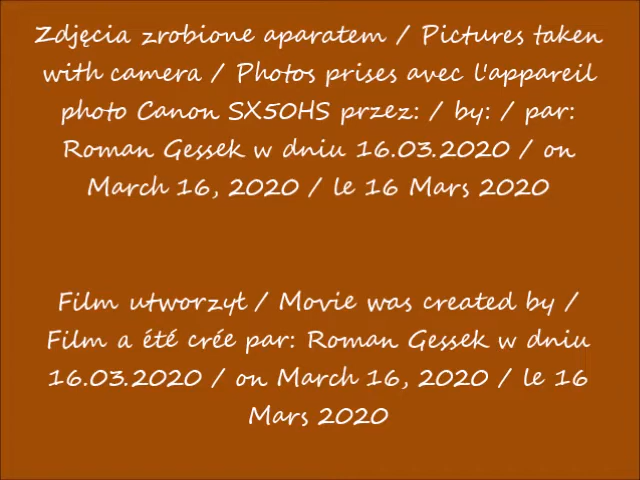 Zdjęcia zrobione aparatem / Pictures taken
with camera / Photos prises avec l'appareil
photo Canon SX50HS przez: / by: / par:
Roman Gessek w dniu 16.03.2020 / on
March 16, 2020 / le 16 Mars 2020
Film utworzył / Movie was created by /
Film a été crée par: Roman Gessek w dniu
16.03.2020 / on March 16, 2020 / le 16
Mars 2020